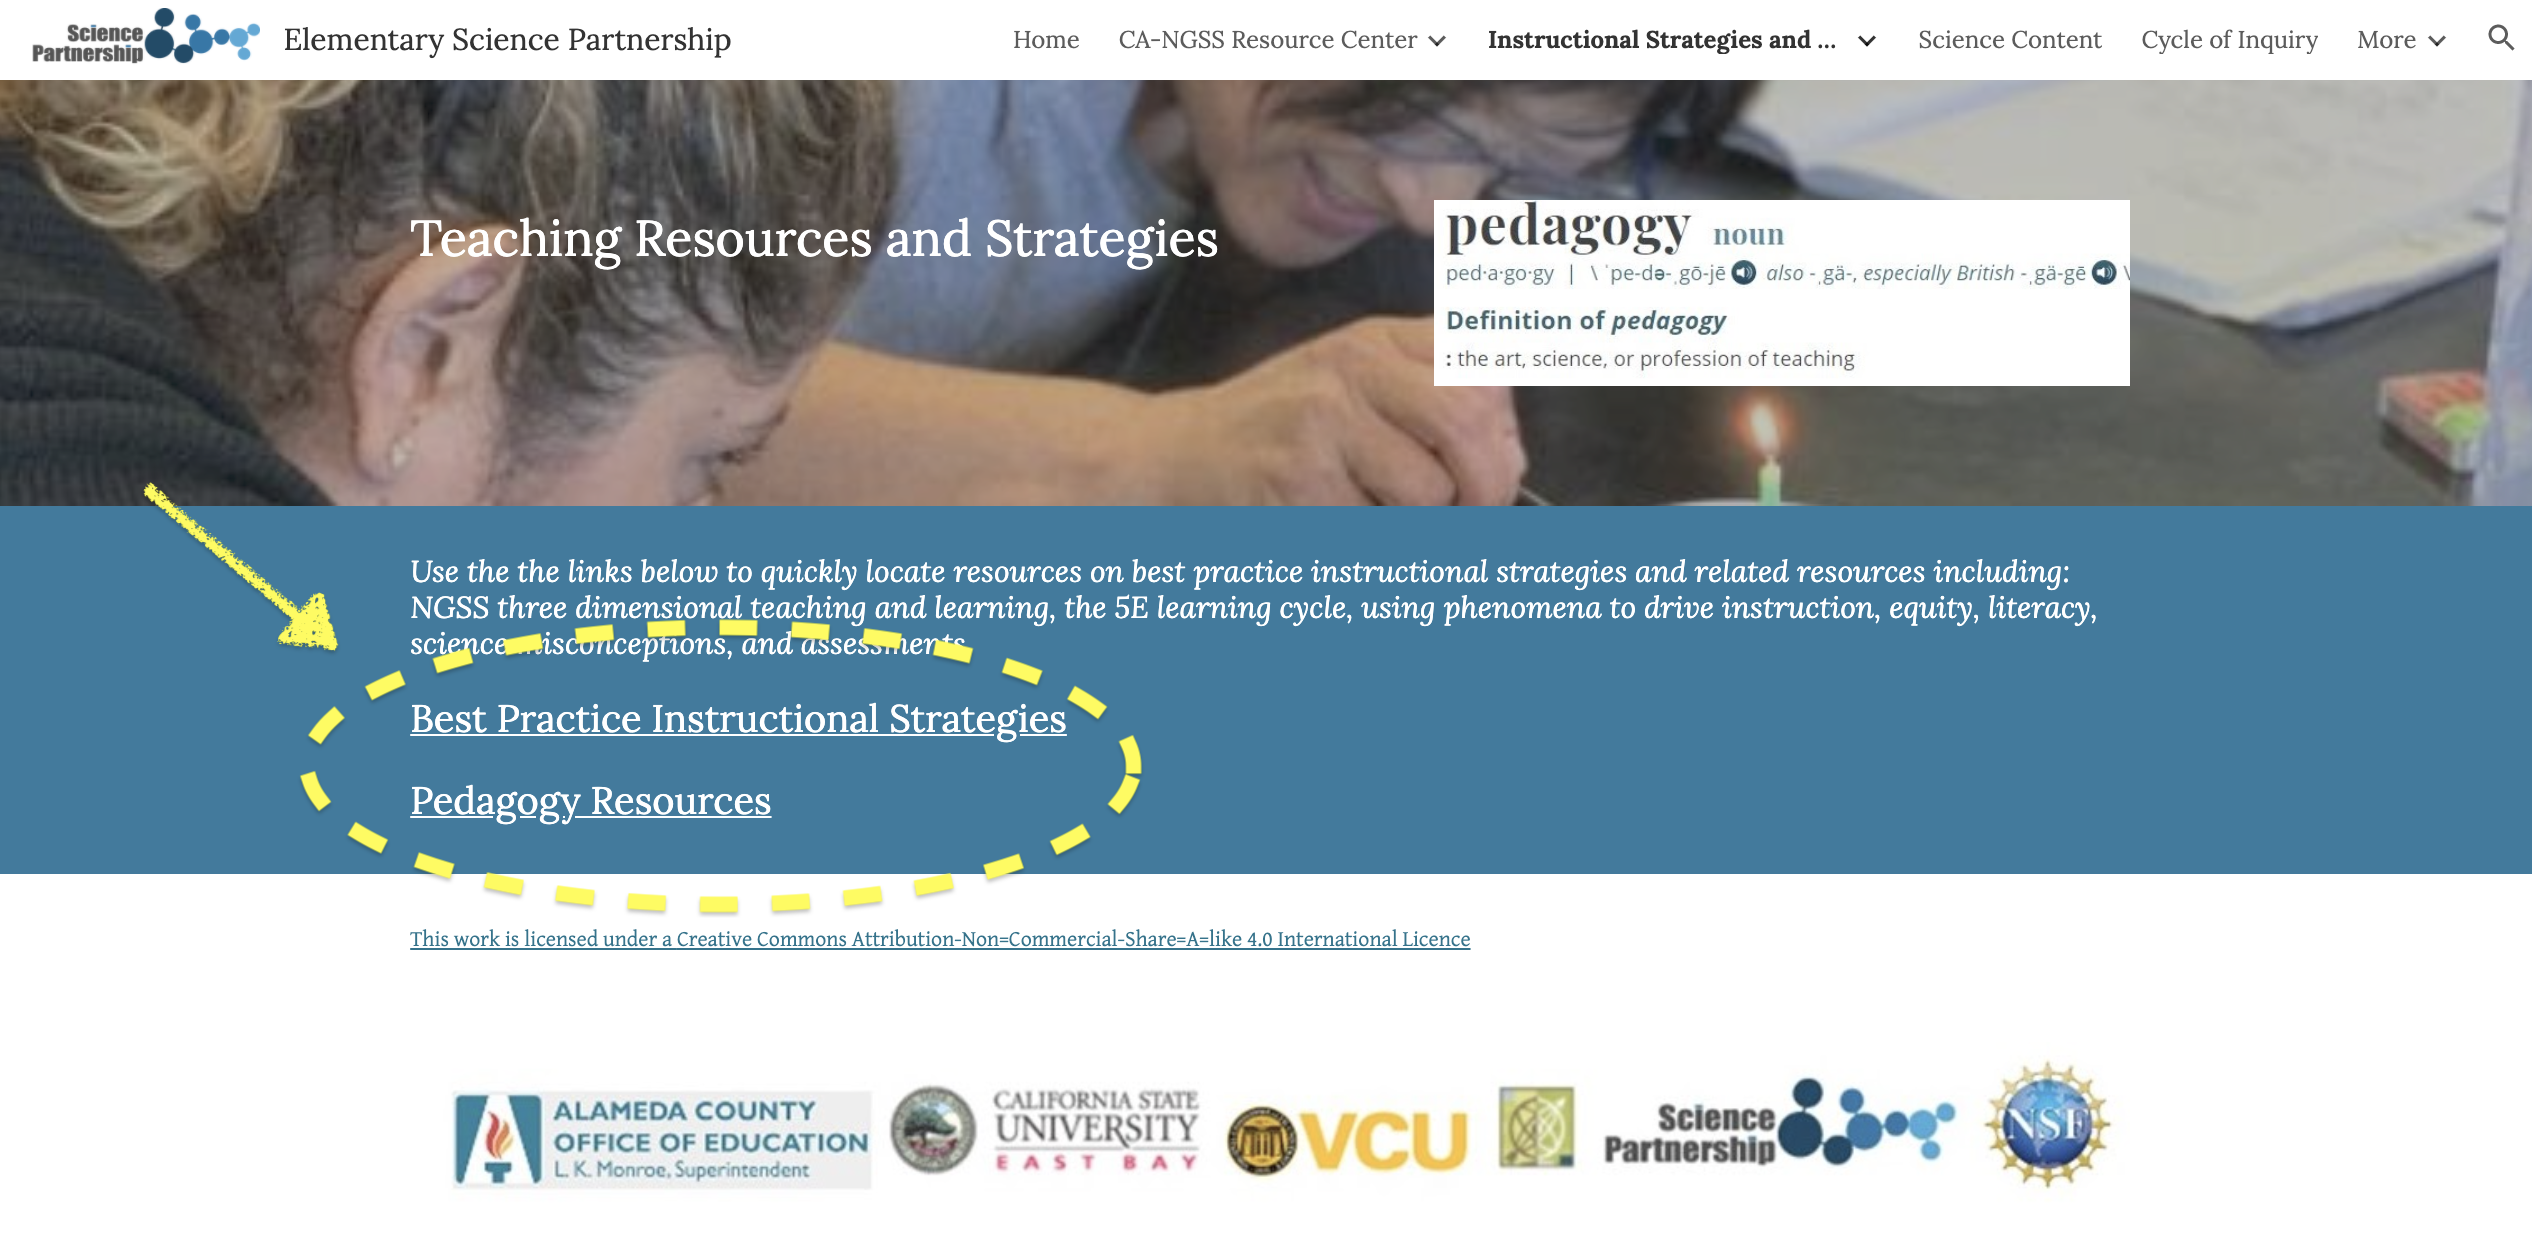 Science Partnership
Elementary Science Partnership
Home
CA-NGSS Resource Center
Instructional Strategies and ...
Science Content
Cycle of Inquiry
More
Teaching Resources and Strategies
pedagogy noun
ped·a·go·gy | \ ˈpe-də-ˌgō-jē also -ˌgä-, especially British -ˌgä-gē \
Definition of pedagogy
: the art, science, or profession of teaching
Use the the links below to quickly locate resources on best practice instructional strategies and related resources including:
NGSS three dimensional teaching and learning, the 5E learning cycle, using phenomena to drive instruction, equity, literacy,
science misconceptions, and assessments
Best Practice Instructional Strategies
Pedagogy Resources
This work is licensed under a Creative Commons Attribution-Non=Commercial-Share=A=like 4.0 International Licence
ALAMEDA COUNTY
OFFICE OF EDUCATION
L. K. Monroe, Superintendent
CALIFORNIA STATE
UNIVERSITY
EAST BAY
VCU
Science
Partnership
NSF